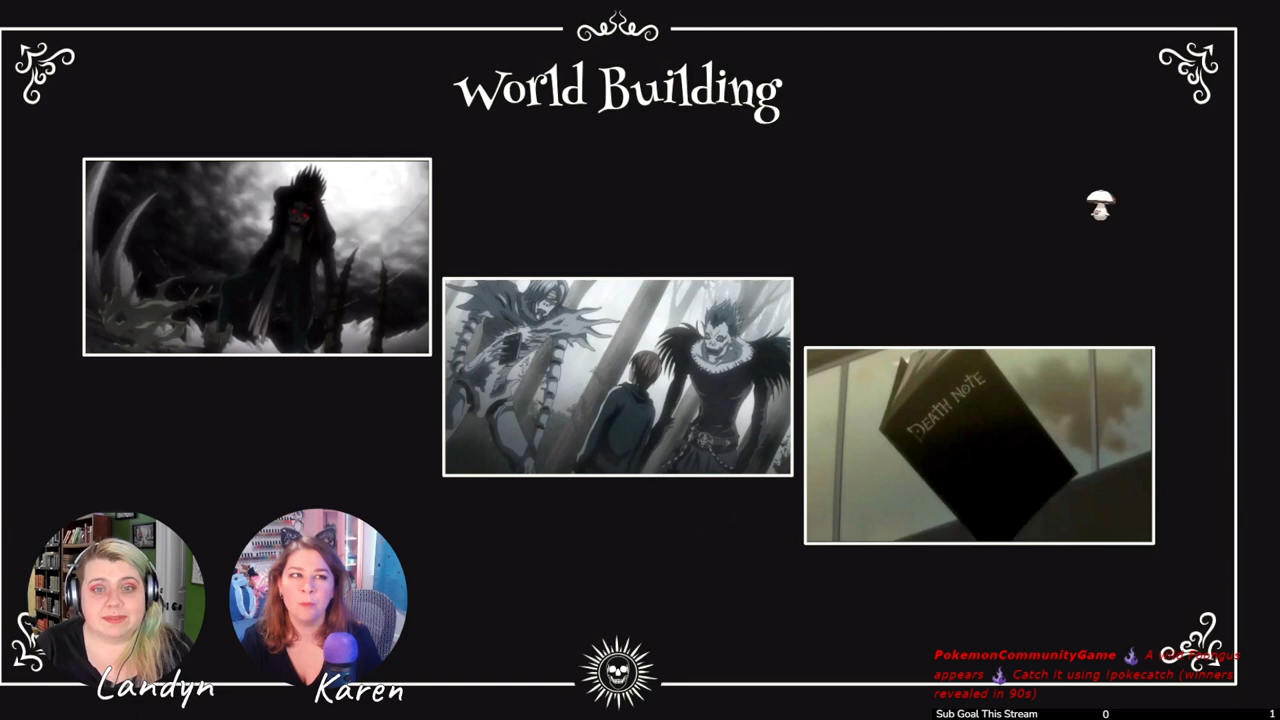 World Building
DEATH NOTE
Landyn
Karen
PokemonCommunityGame A
appears Catch it using !pokecatch (winners
revealed in 90s)
Sub Goal This Stream 0 1